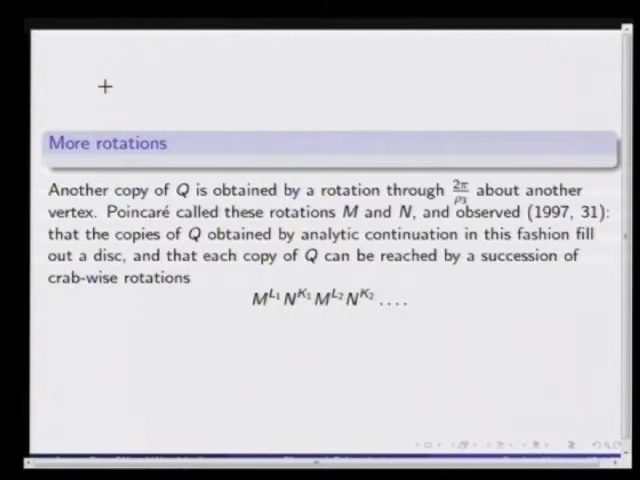 More rotations
Another copy of Q is obtained by a rotation through 2π/ρ₃ about another
vertex. Poincaré called these rotations M and N, and observed (1997, 31):
that the copies of Q obtained by analytic continuation in this fashion fill
out a disc, and that each copy of Q can be reached by a succession of
crab-wise rotations
M^{L₁}N^{K₁}M^{L₂}N^{K₂}....